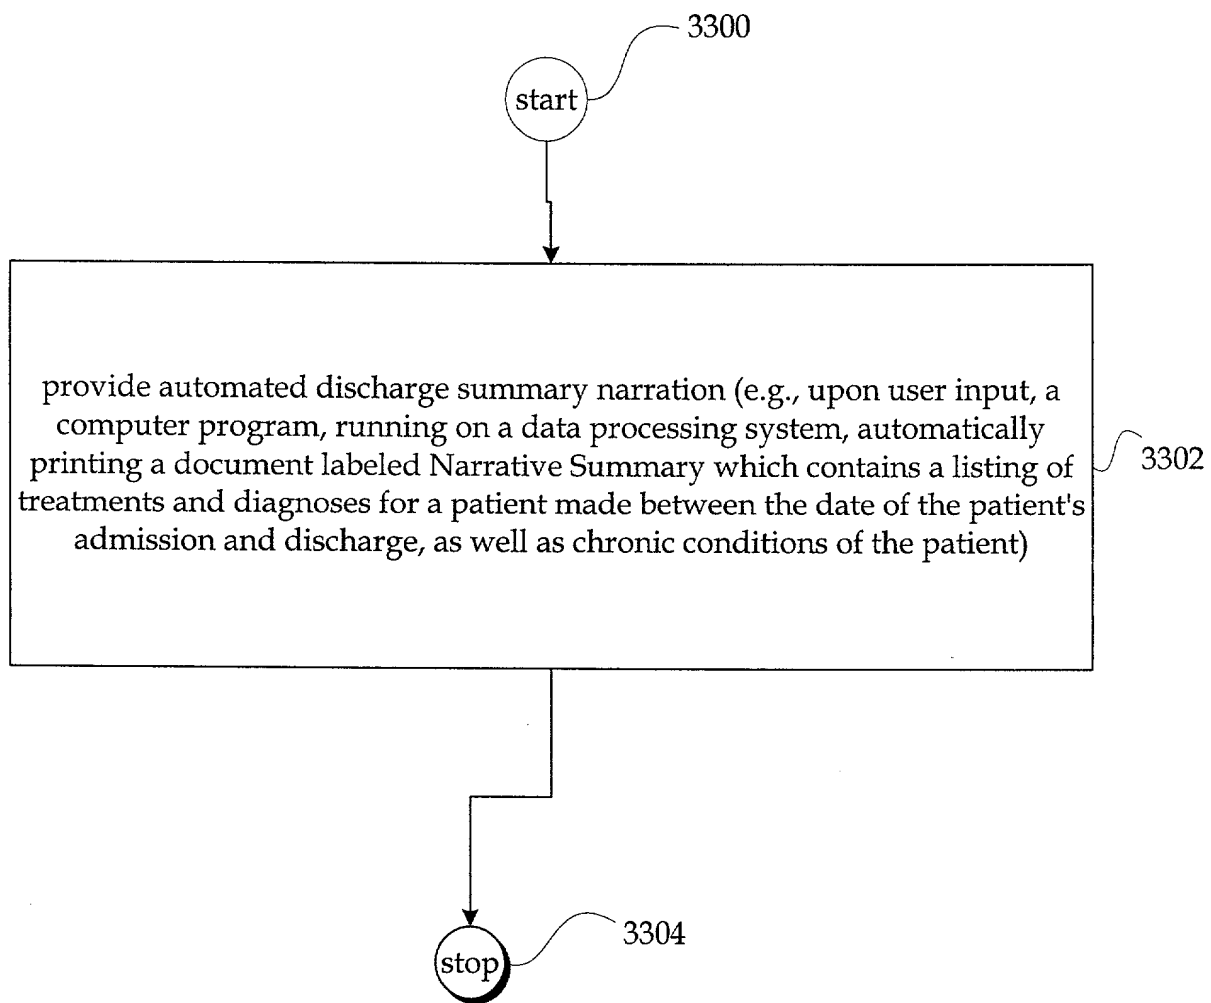 3300
start
provide automated discharge summary narration (e.g., upon user input, a
computer program, running on a data processing system, automatically
printing a document labeled Narrative Summary which contains a listing of
treatments and diagnoses for a patient made between the date of the patient's
admission and discharge, as well as chronic conditions of the patient)
3302
3304
stop